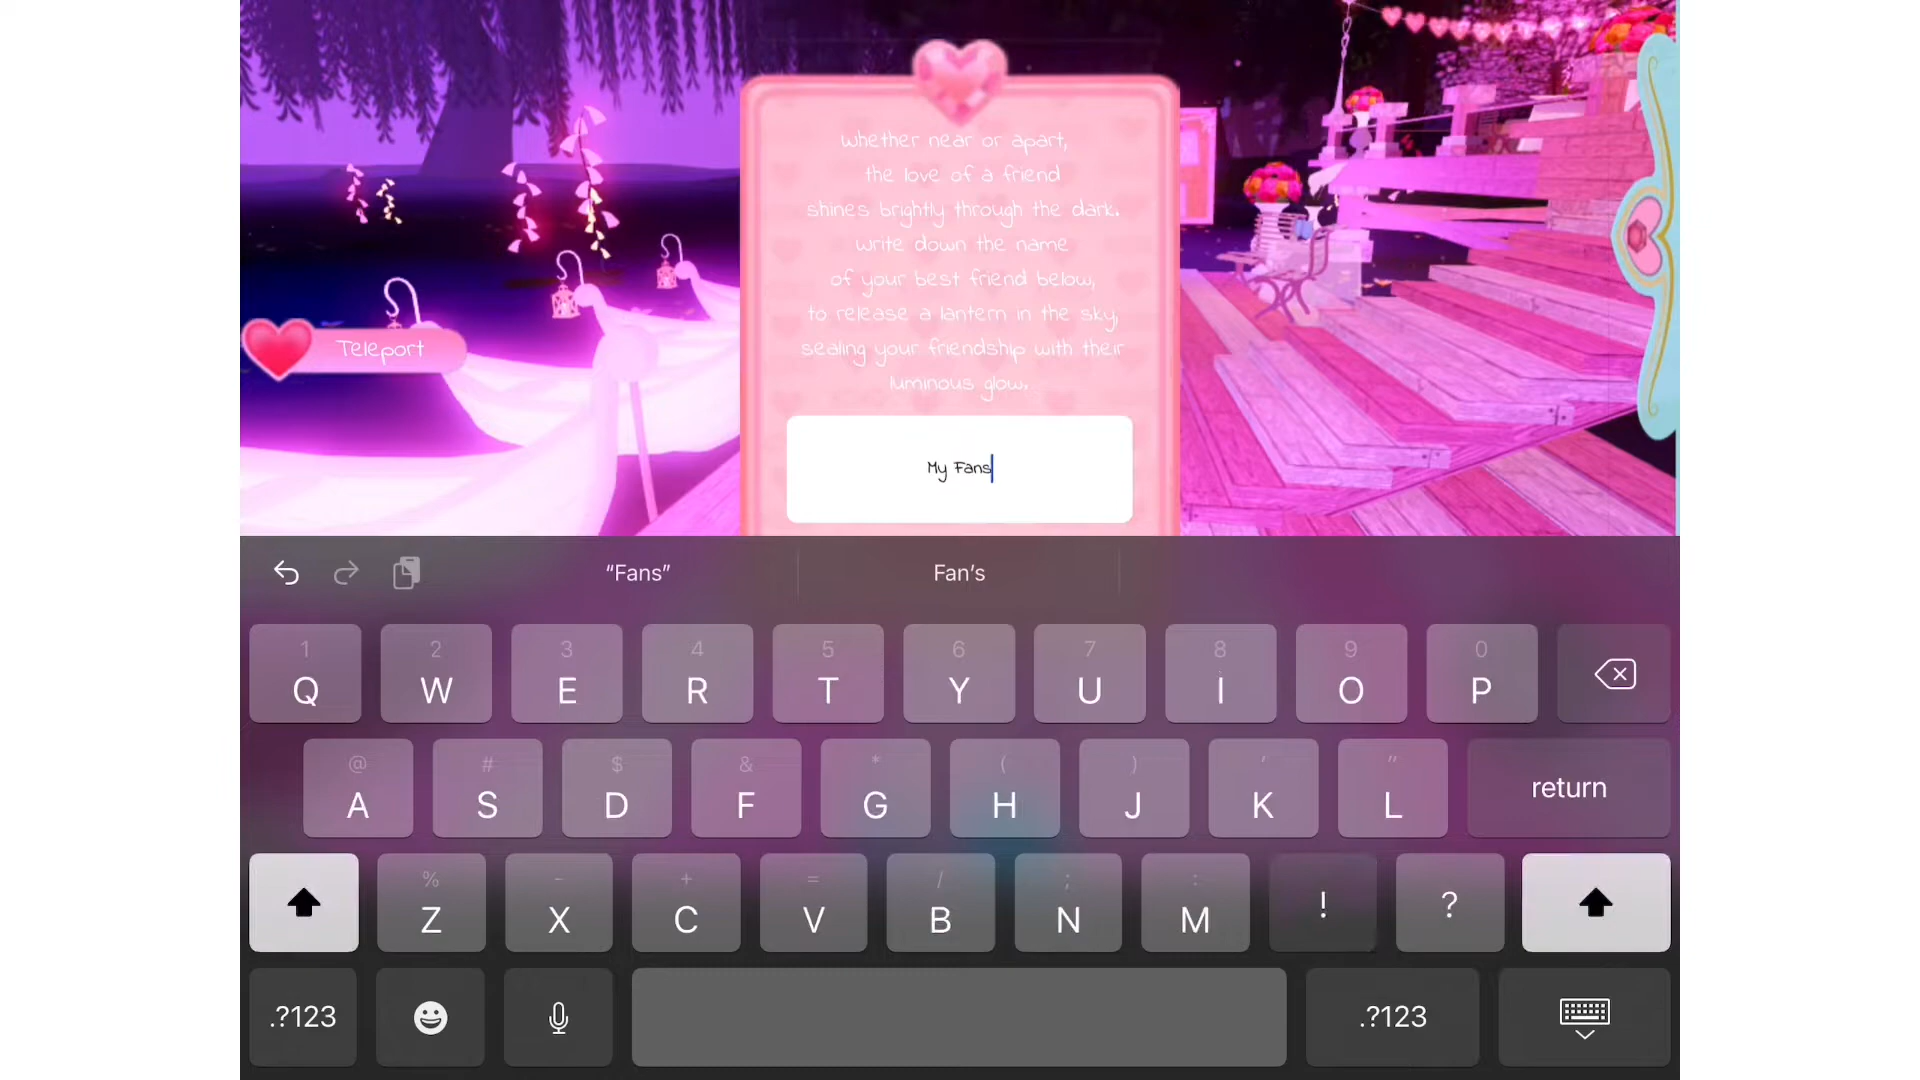 Whether near or apart,
the love of a friend
shines brightly through the dark.
Write down the name
of your best friend below,
to release a lantern in the sky,
sealing your friendship with their
luminous glow.
Teleport
My Fans
“Fans” Fan’s
1 2 3 4 5 6 7 8 9 0
Q W E R T Y U I O P
@ # $ & * ( ) ' "
A S D F G H J K L return
% - + = / ; :
Z X C V B N M ! ?
.?123 .?123